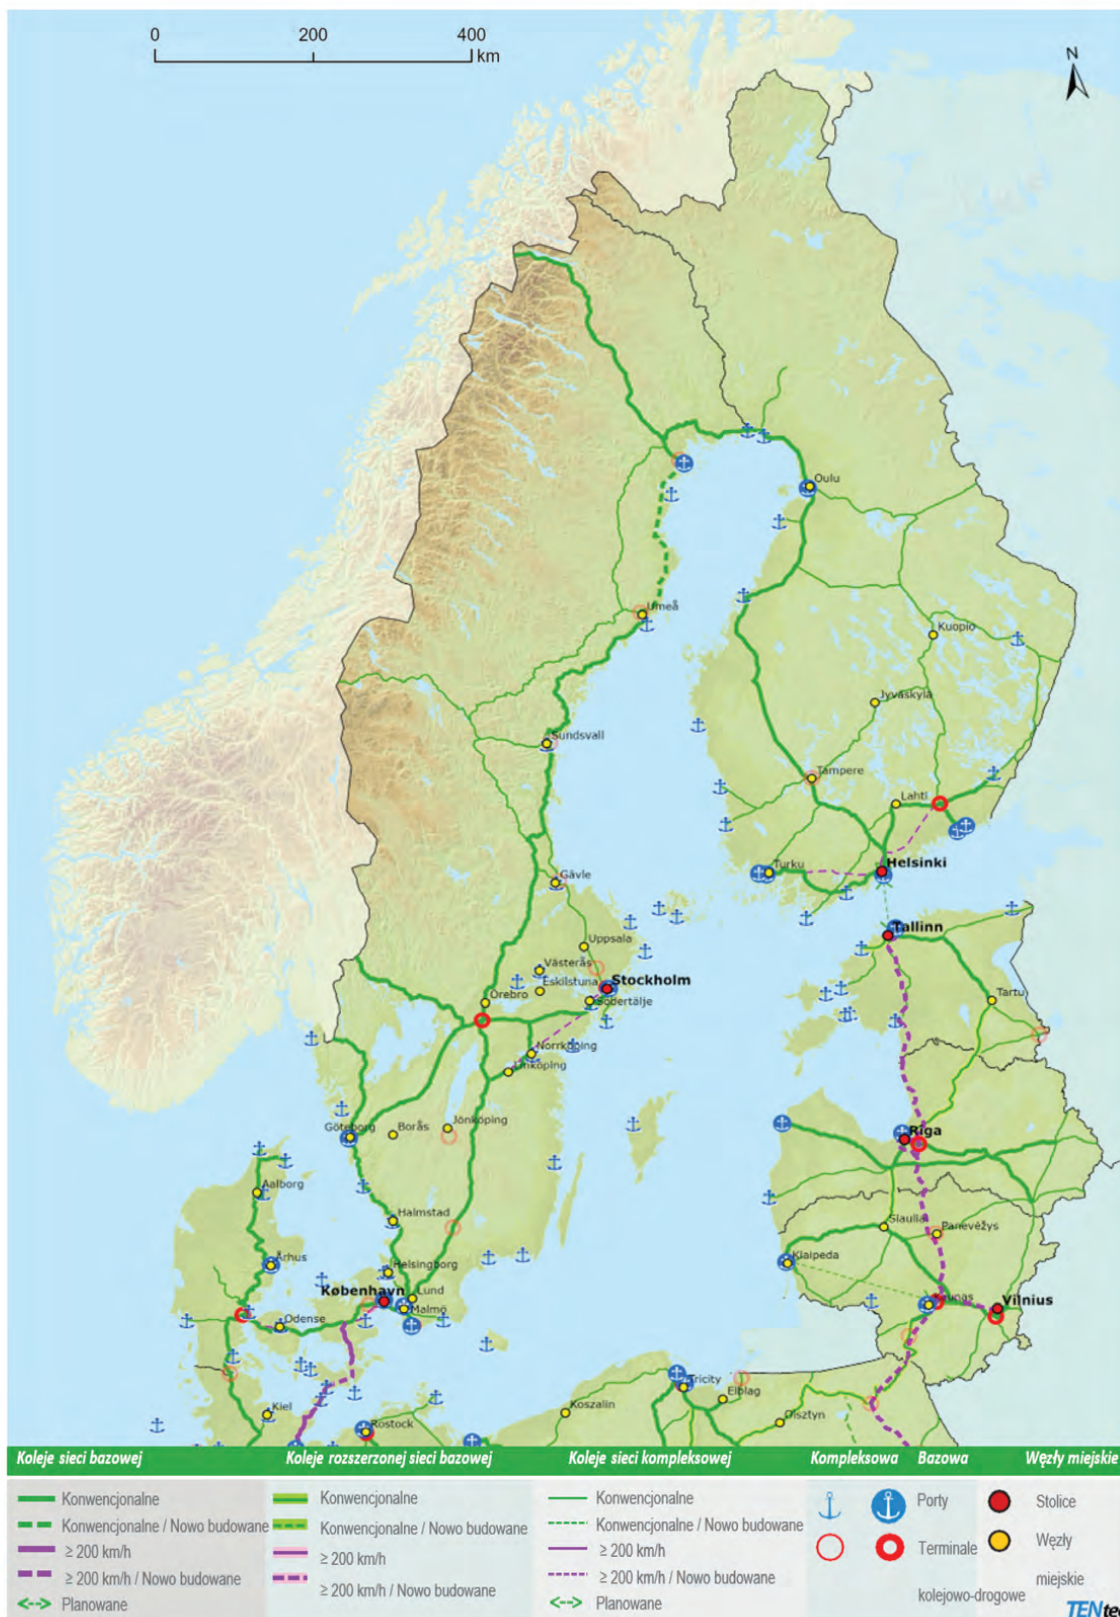 0 200 400
km
N
Oulu
Umeå
Kuopio
Jyväskylä
Sundsvall
Tampere
Lahti
Turku
Helsinki
Gävle
Tallinn
Uppsala
Västerås
Eskilstuna
Stockholm
Örebro
Södertälje
Tartu
Norrköping
Linköping
Göteborg
Borås
Jönköping
Rīga
Aalborg
Halmstad
Šiauliai
Panevėžys
Århus
Helsingborg
Klaipeda
København
Lund
Malmö
Kaunas
Vilnius
Odense
Tricity
Elbląg
Kiel
Koszalin
Olsztyn
Rostock
Koleje sieci bazowej Koleje rozszerzonej sieci bazowej Koleje sieci kompleksowej Kompleksowa Bazowa Węzły miejskie
Konwencjonalne Konwencjonalne Konwencjonalne Porty Stolice
Konwencjonalne / Nowo budowane Konwencjonalne / Nowo budowane Konwencjonalne / Nowo budowane
≥ 200 km/h ≥ 200 km/h ≥ 200 km/h Terminale Węzły
≥ 200 km/h / Nowo budowane ≥ 200 km/h / Nowo budowane ≥ 200 km/h / Nowo budowane miejskie
Planowane Planowane kolejowo-drogowe
TENte